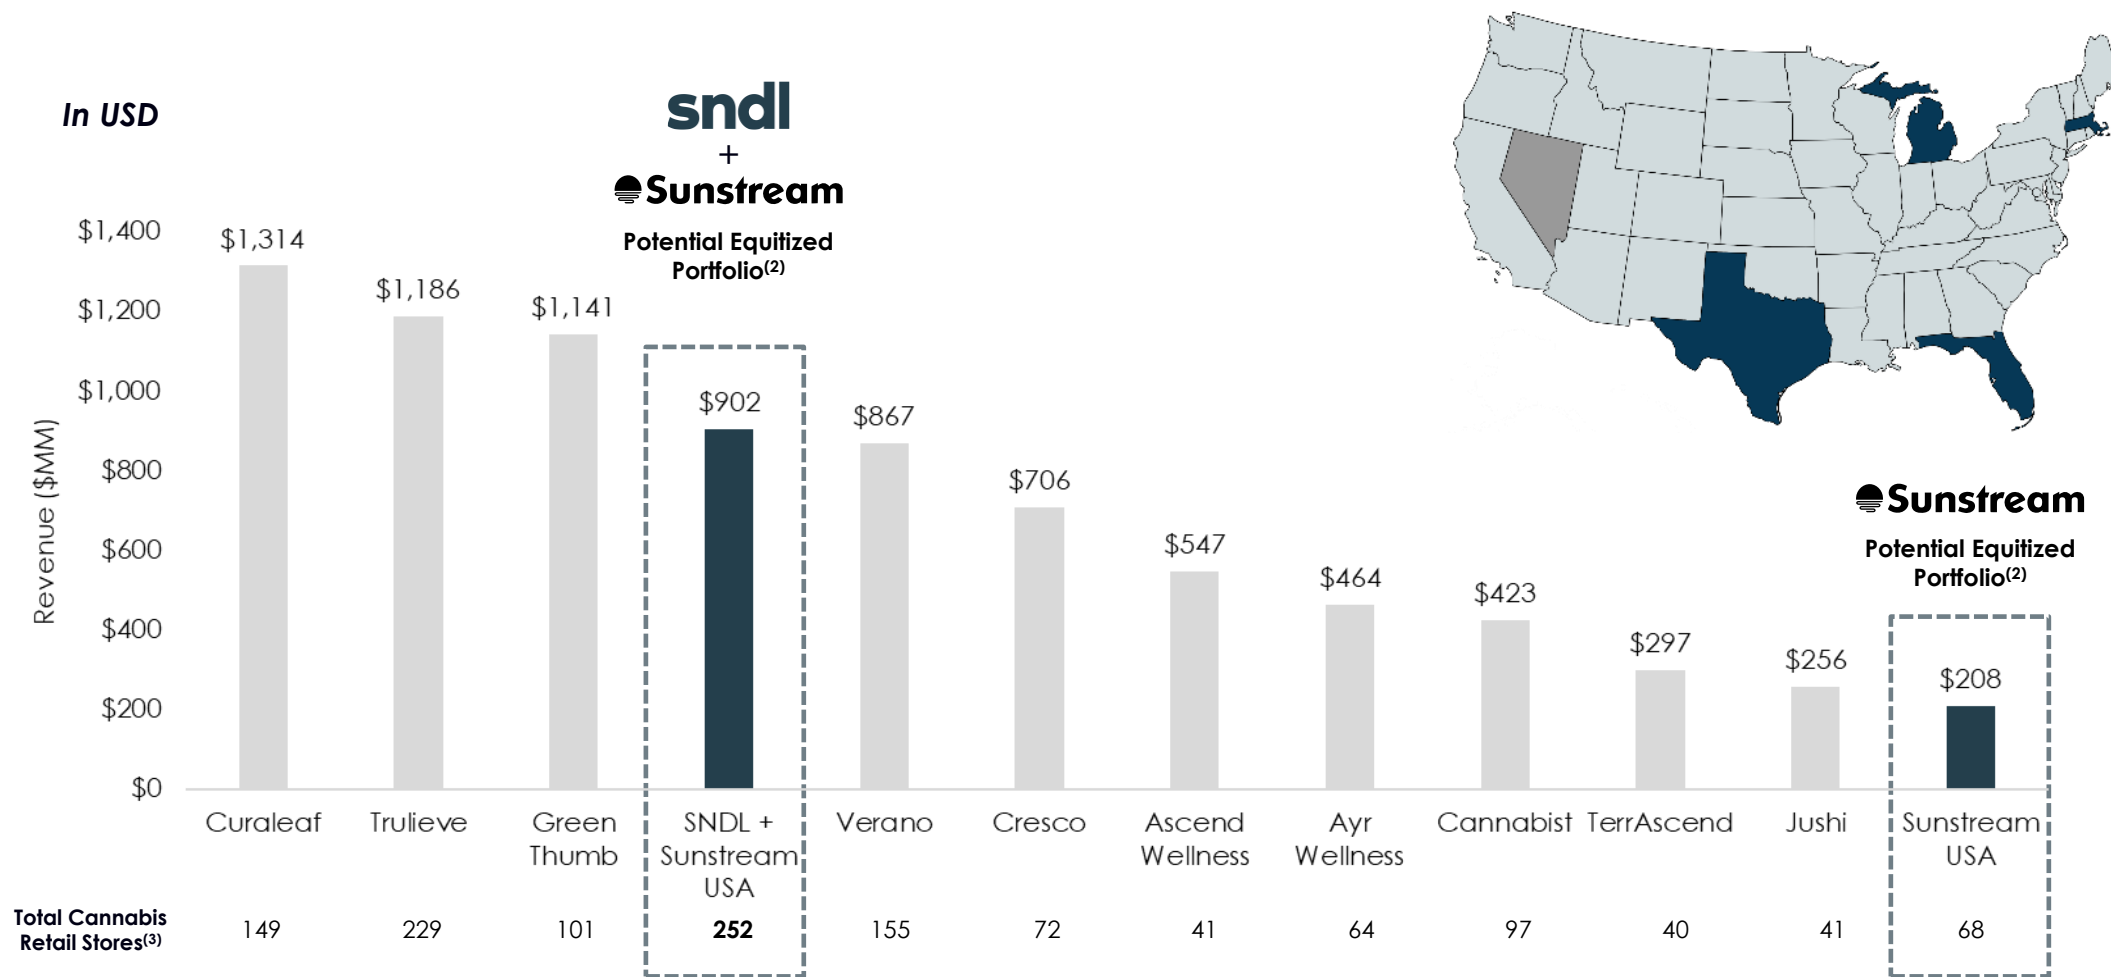 In USD
sndl
+
Sunstream
Potential Equitized
Portfolio(2)
Revenue ($MM)
$1,400
$1,200
$1,000
$800
$600
$400
$200
$0
$1,314
$1,186
$1,141
$902
$867
$706
$547
$464
$423
$297
$256
$208
Sunstream
Potential Equitized
Portfolio(2)
Curaleaf
Trulieve
Green
Thumb
SNDL +
Sunstream
USA
Verano
Cresco
Ascend
Wellness
Ayr
Wellness
Cannabist
TerrAscend
Jushi
Sunstream
USA
Total Cannabis
Retail Stores(3)
149 229 101 252 155 72 41 64 97 40 41 68